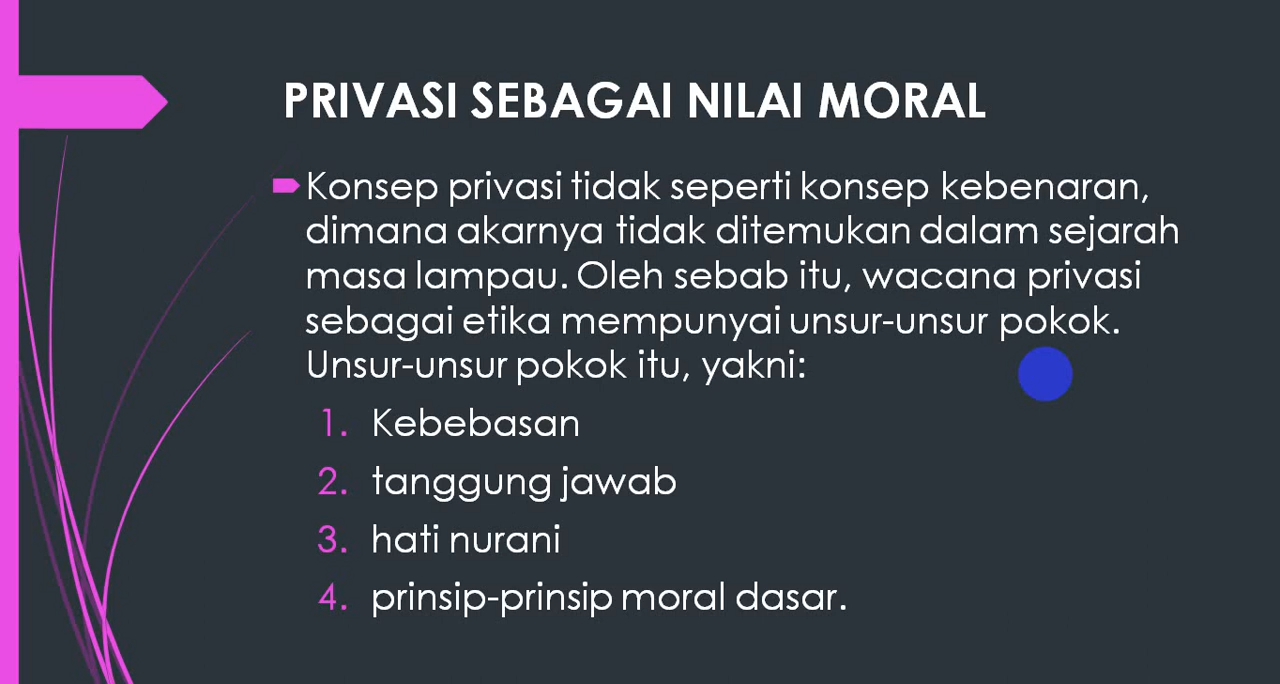 PRIVASI SEBAGAI NILAI MORAL
Konsep privasi tidak seperti konsep kebenaran,
dimana akarnya tidak ditemukan dalam sejarah
masa lampau. Oleh sebab itu, wacana privasi
sebagai etika mempunyai unsur-unsur pokok.
Unsur-unsur pokok itu, yakni:
1. Kebebasan
2. tanggung jawab
3. hati nurani
4. prinsip-prinsip moral dasar.